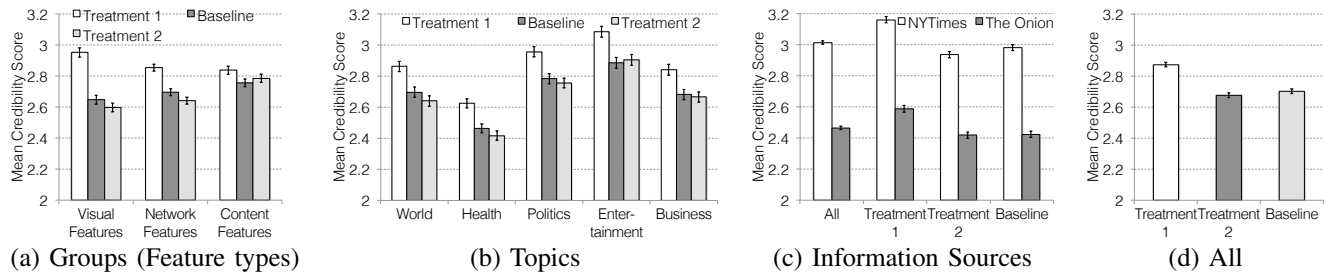 3.2
3
2.8
2.6
2.4
2.2
2
Mean Credibility Score
Treatment 1
Baseline
Treatment 2
Visual
Features
Network
Features
Content
Features
(a) Groups (Feature types)
3.2
3
2.8
2.6
2.4
2.2
2
Mean Credibility Score
Treatment 1
Baseline
Treatment 2
World
Health
Politics
Enter-
tainment
Business
(b) Topics
3.2
3
2.8
2.6
2.4
2.2
2
Mean Credibility Score
NYTimes
The Onion
All
Treatment
1
Treatment
2
Baseline
(c) Information Sources
3.2
3
2.8
2.6
2.4
2.2
2
Mean Credibility Score
Treatment
1
Treatment
2
Baseline
(d) All